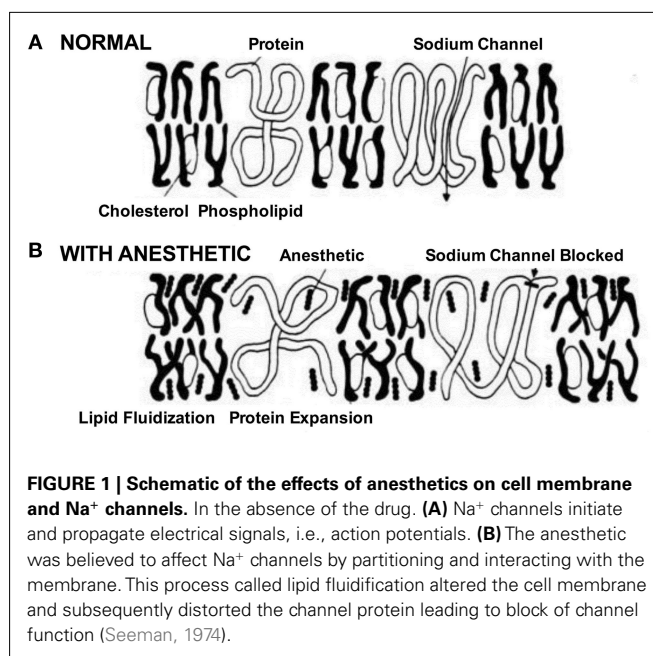 A NORMAL
Protein
Sodium Channel
Cholesterol Phospholipid
B WITH ANESTHETIC
Anesthetic
Sodium Channel Blocked
Lipid Fluidization Protein Expansion
FIGURE 1 | Schematic of the effects of anesthetics on cell membrane
and Na⁺ channels. In the absence of the drug. (A) Na⁺ channels initiate
and propagate electrical signals, i.e., action potentials. (B) The anesthetic
was believed to affect Na⁺ channels by partitioning and interacting with the
membrane. This process called lipid fluidification altered the cell membrane
and subsequently distorted the channel protein leading to block of channel
function (Seeman, 1974).